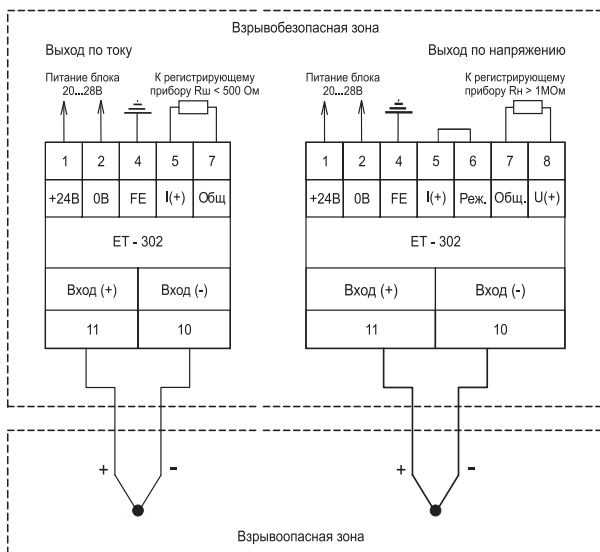 Взрывобезопасная зона
Выход по току
Выход по напряжению
Питание блока
20...28В
К регистрирующему
прибору Rш < 500 Ом
Питание блока
20...28В
К регистрирующему
прибору Rн > 1МОм
1 2 4 5 7
+24В 0В FE I(+) Общ
ЕТ - 302
Вход (+) Вход (-)
11 10
1 2 4 5 6 7 8
+24В 0В FE I(+) Реж. Общ. U(+)
ЕТ - 302
Вход (+) Вход (-)
11 10
+ -
+ -
Взрывоопасная зона